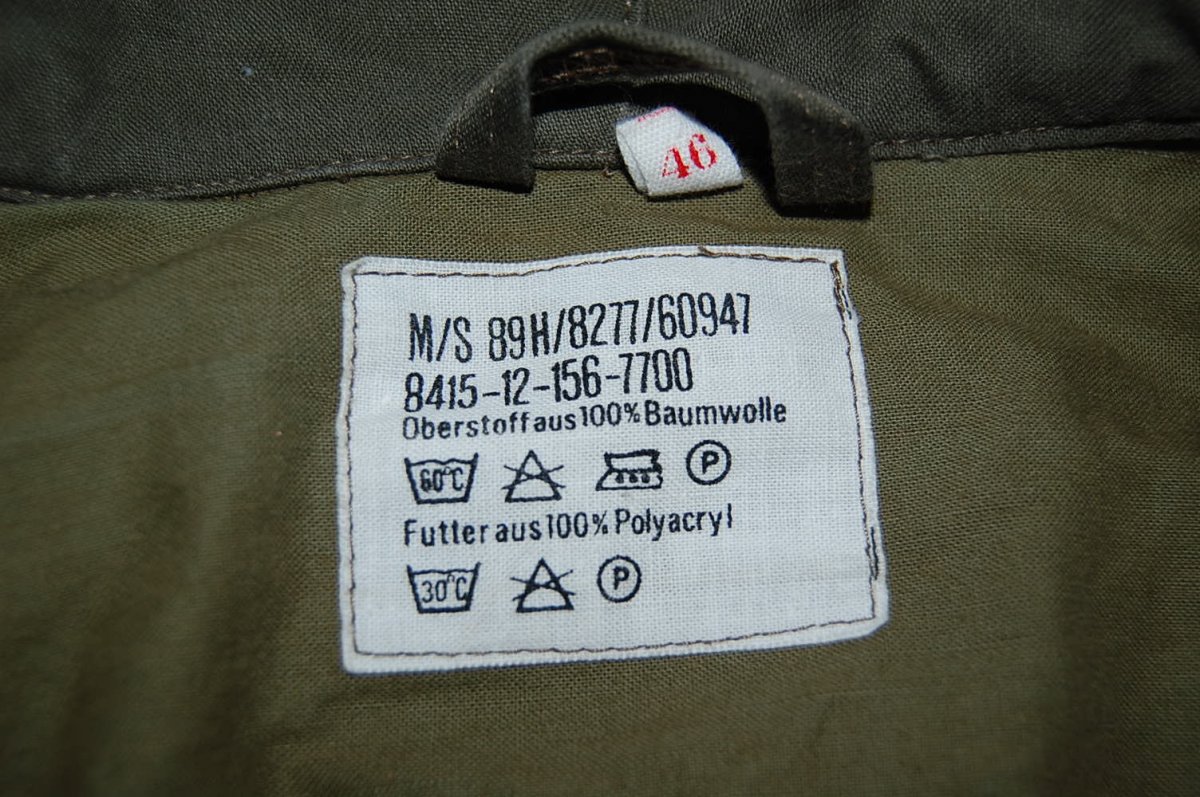 46
M/S 89H/8277/60947
8415-12-156-7700
Oberstoff aus 100% Baumwolle
60°C P
Futter aus 100% Polyacryl
30°C P